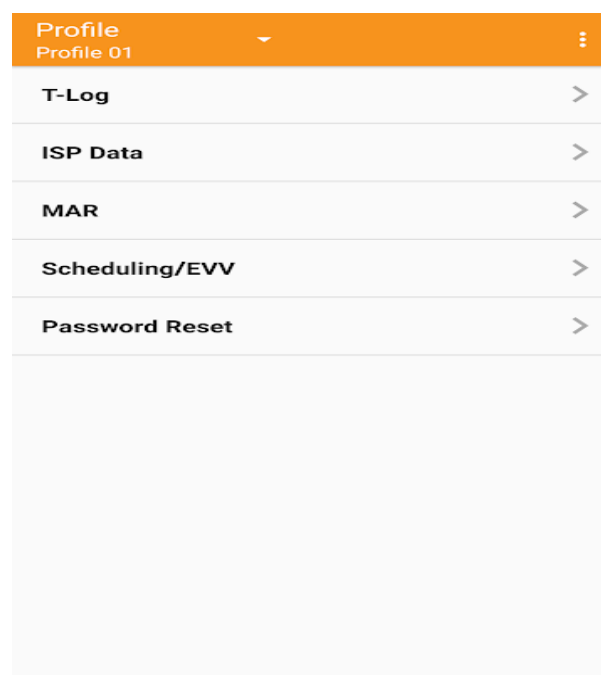 Profile
Profile 01
T-Log
ISP Data
MAR
Scheduling/EVV
Password Reset